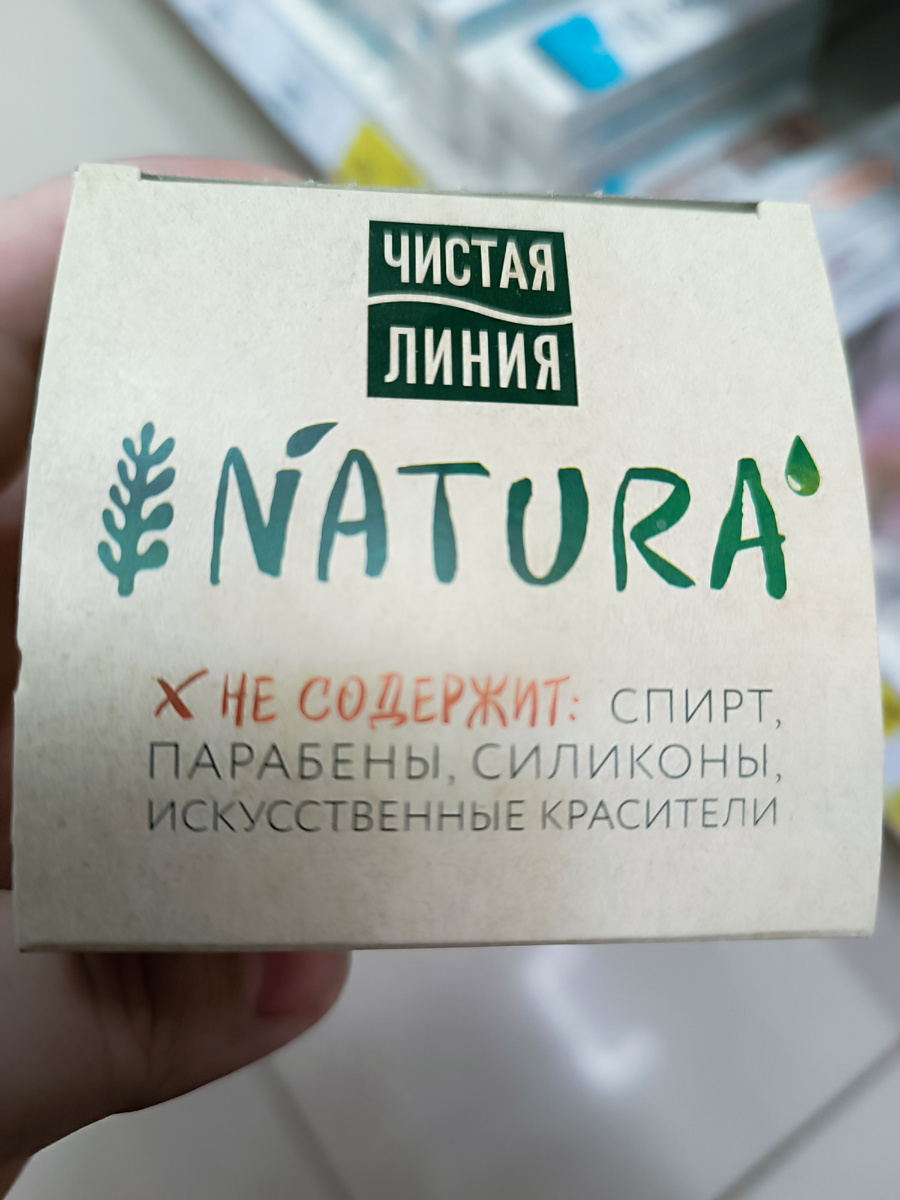 ЧИСТАЯ
ЛИНИЯ
NATURA
НЕ СОДЕРЖИТ: СПИРТ,
ПАРАБЕНЫ, СИЛИКОНЫ,
ИСКУССТВЕННЫЕ КРАСИТЕЛИ